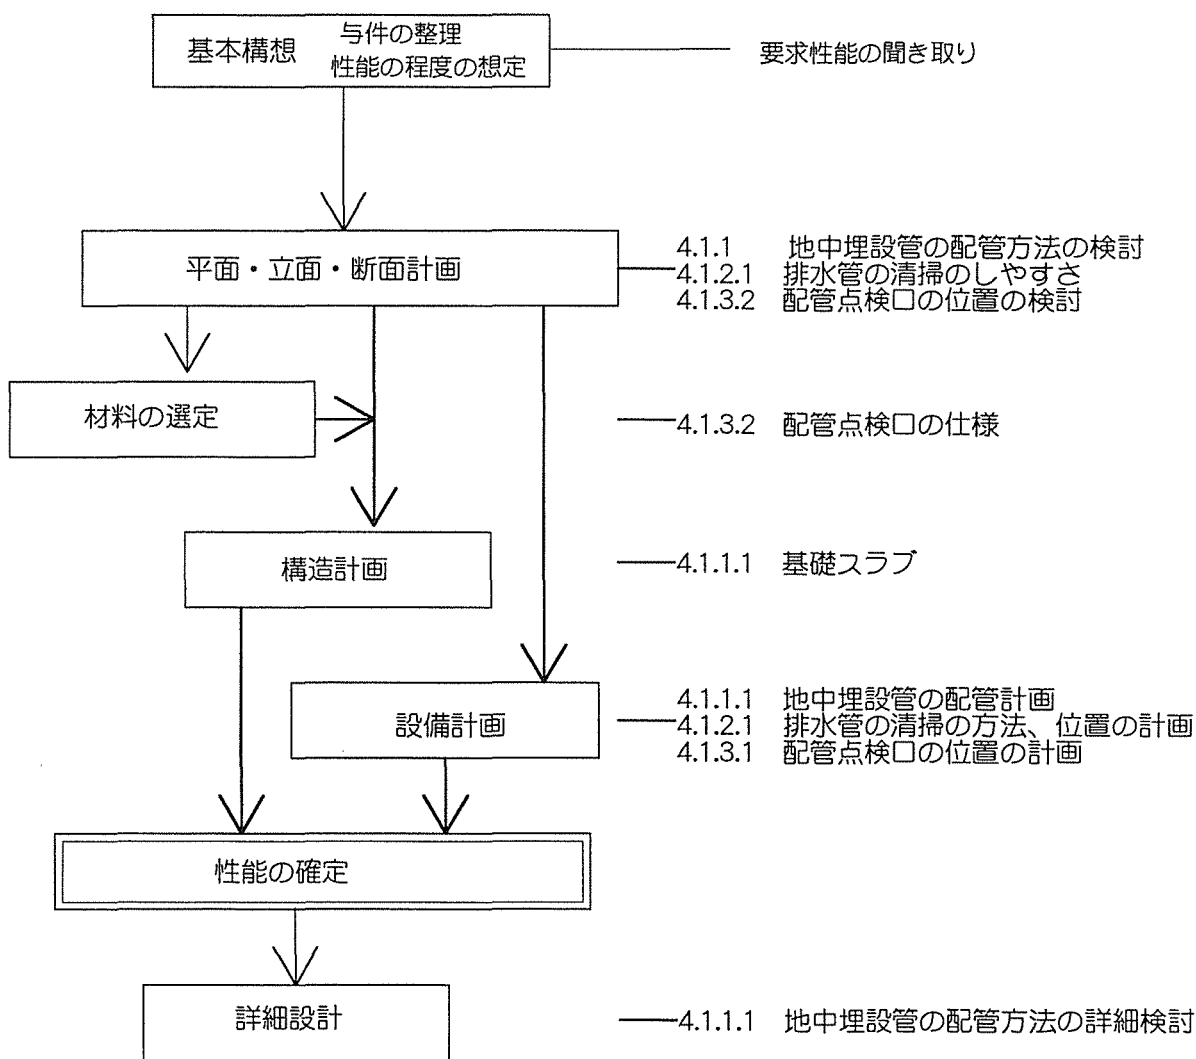 基本構想 与件の整理
性能の程度の想定
要求性能の聞き取り
平面・立面・断面計画
4.1.1 地中埋設管の配管方法の検討
4.1.2.1 排水管の清掃のしやすさ
4.1.3.2 配管点検口の位置の検討
材料の選定
4.1.3.2 配管点検口の仕様
構造計画
4.1.1.1 基礎スラブ
設備計画
4.1.1.1 地中埋設管の配管計画
4.1.2.1 排水管の清掃の方法、位置の計画
4.1.3.1 配管点検口の位置の計画
性能の確定
詳細設計
4.1.1.1 地中埋設管の配管方法の詳細検討